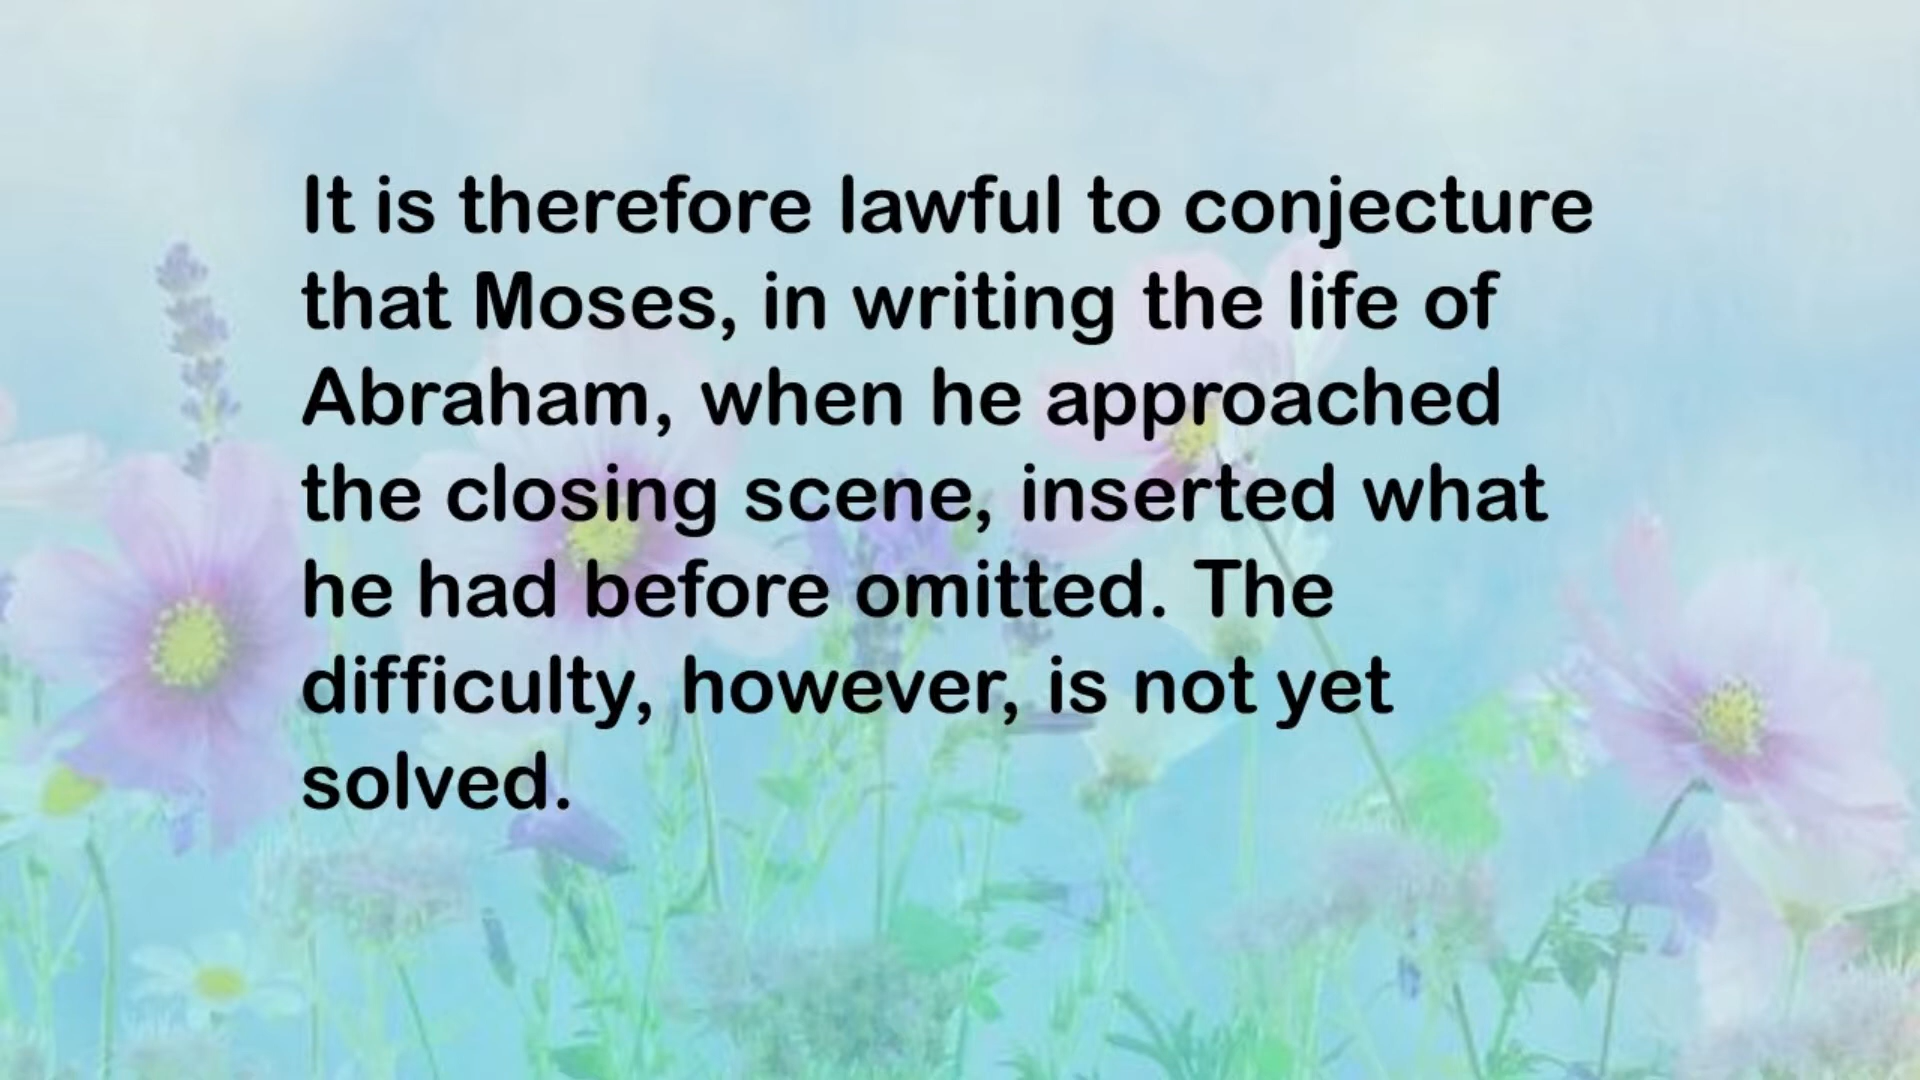 It is therefore lawful to conjecture
that Moses, in writing the life of
Abraham, when he approached
the closing scene, inserted what
he had before omitted. The
difficulty, however, is not yet
solved.